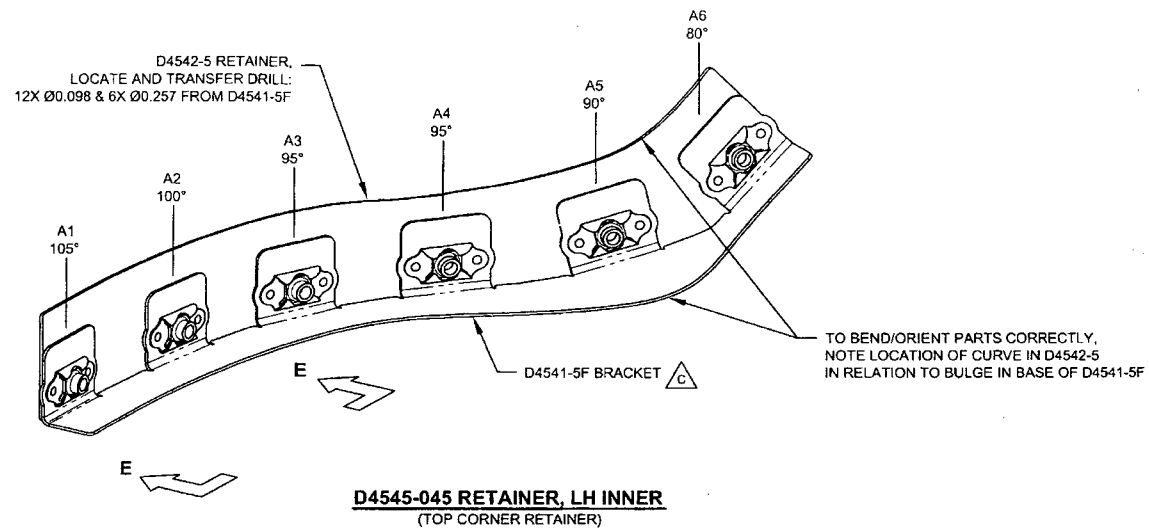 A6
80°
D4542-5 RETAINER,
LOCATE AND TRANSFER DRILL:
12X Ø0.098 & 6X Ø0.257 FROM D4541-5F
A5
90°
A4
95°
A3
95°
A2
100°
A1
105°
TO BEND/ORIENT PARTS CORRECTLY,
NOTE LOCATION OF CURVE IN D4542-5
IN RELATION TO BULGE IN BASE OF D4541-5F
D4541-5F BRACKET
C
E
E
D4545-045 RETAINER, LH INNER
(TOP CORNER RETAINER)